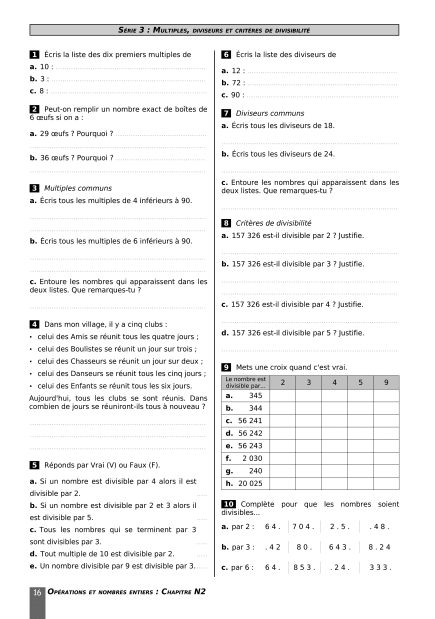 Série 3 : Multiples, diviseurs et critères de divisibilité
1 Écris la liste des dix premiers multiples de
a. 10 :
b. 3 :
c. 8 :
2 Peut-on remplir un nombre exact de boîtes de
6 œufs si on a :
a. 29 œufs ? Pourquoi ?
b. 36 œufs ? Pourquoi ?
3 Multiples communs
a. Écris tous les multiples de 4 inférieurs à 90.
b. Écris tous les multiples de 6 inférieurs à 90.
c. Entoure les nombres qui apparaissent dans les
deux listes. Que remarques-tu ?
4 Dans mon village, il y a cinq clubs :
• celui des Amis se réunit tous les quatre jours ;
• celui des Boulistes se réunit un jour sur trois ;
• celui des Chasseurs se réunit un jour sur deux ;
• celui des Danseurs se réunit tous les cinq jours ;
• celui des Enfants se réunit tous les six jours.
Aujourd'hui, tous les clubs se sont réunis. Dans
combien de jours se réuniront-ils tous à nouveau ?
5 Réponds par Vrai (V) ou Faux (F).
a. Si un nombre est divisible par 4 alors il est
divisible par 2.
b. Si un nombre est divisible par 2 et 3 alors il
est divisible par 5.
c. Tous les nombres qui se terminent par 3
sont divisibles par 3.
d. Tout multiple de 10 est divisible par 2.
e. Un nombre divisible par 9 est divisible par 3.
6 Écris la liste des diviseurs de
a. 12 :
b. 72 :
c. 90 :
7 Diviseurs communs
a. Écris tous les diviseurs de 18.
b. Écris tous les diviseurs de 24.
c. Entoure les nombres qui apparaissent dans les
deux listes. Que remarques-tu ?
8 Critères de divisibilité
a. 157 326 est-il divisible par 2 ? Justifie.
b. 157 326 est-il divisible par 3 ? Justifie.
c. 157 326 est-il divisible par 4 ? Justifie.
d. 157 326 est-il divisible par 5 ? Justifie.
9 Mets une croix quand c'est vrai.
Le nombre est
divisible par... 2 3 4 5 9
a. 345
b. 344
c. 56 241
d. 56 242
e. 56 243
f. 2 030
g. 240
h. 20 025
10 Complète pour que les nombres soient
divisibles...
a. par 2 : 6 4 . 7 0 4 . 2 . 5 . . 4 8 .
b. par 3 : . 4 2 8 0 . 6 4 3 . 8 . 2 4
c. par 6 : 6 4 . 8 5 3 . . 2 4 . 3 3 3 .
16 Opérations et nombres entiers : Chapitre N2